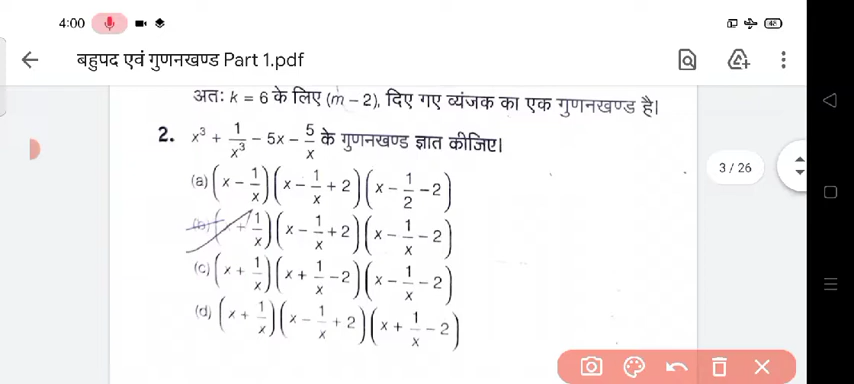 4:00
48
बहुपद एवं गुणनखण्ड Part 1.pdf
अतः k = 6 के लिए (m − 2), दिए गए व्यंजक का एक गुणनखण्ड है।
2. x³ + 1/x³ − 5x − 5/x के गुणनखण्ड ज्ञात कीजिए।
3 / 26
(a) (x − 1/x)(x − 1/x + 2)(x − 1/2 − 2)
(b) (x + 1/x)(x − 1/x + 2)(x − 1/x − 2)
(c) (x + 1/x)(x + 1/x − 2)(x − 1/x − 2)
(d) (x + 1/x)(x − 1/x + 2)(x + 1/x − 2)